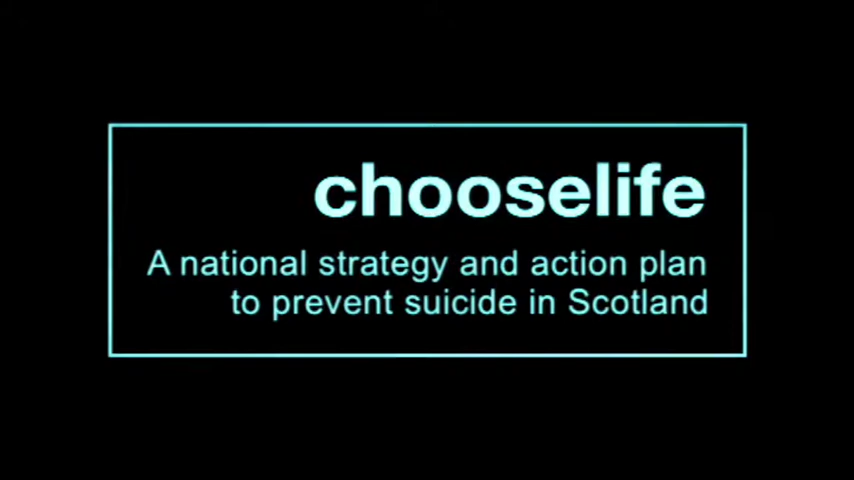 chooselife
A national strategy and action plan
to prevent suicide in Scotland